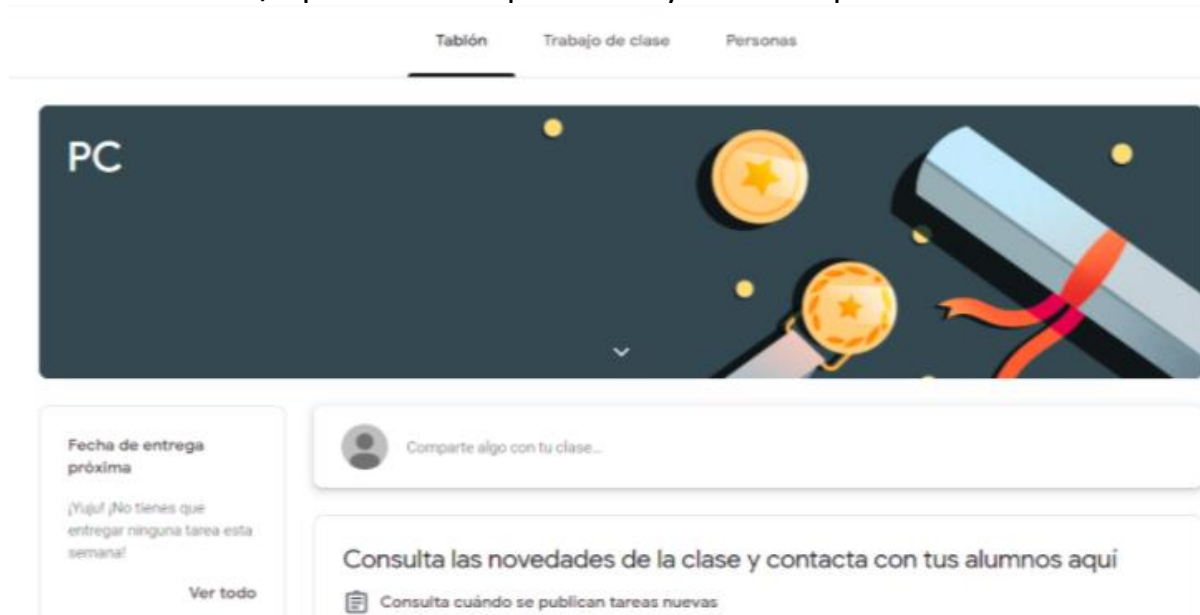 Tablón Trabajo de clase Personas
PC
Fecha de entrega
próxima
¡Yuju! ¡No tienes que
entregar ninguna tarea esta
semana!
Ver todo
Comparte algo con tu clase...
Consulta las novedades de la clase y contacta con tus alumnos aquí
Consulta cuándo se publican tareas nuevas